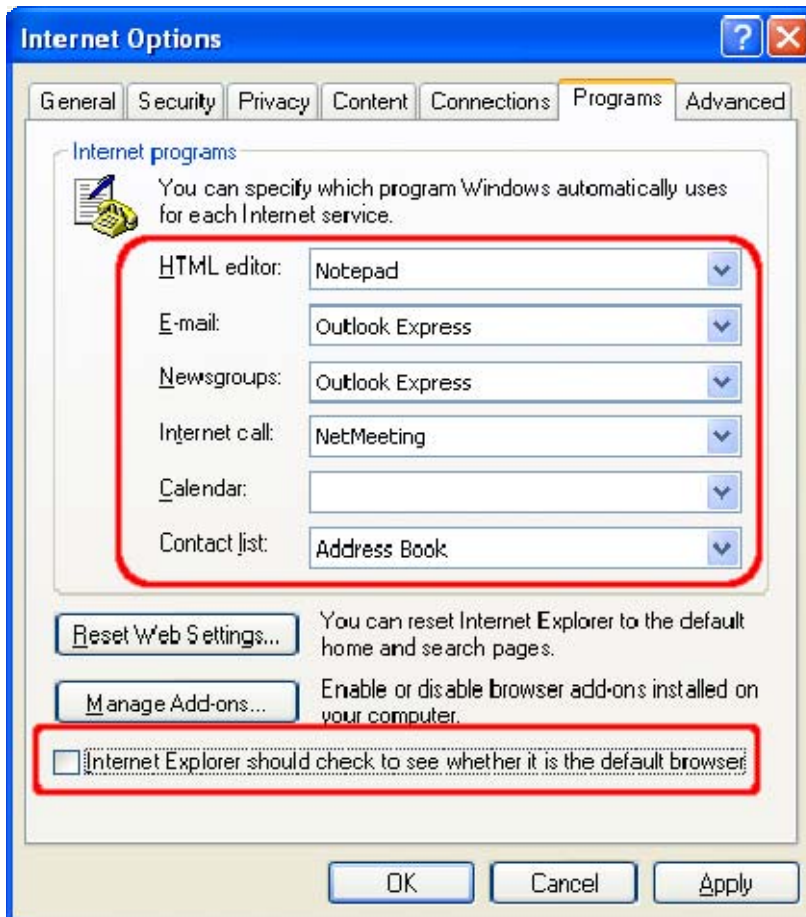 Internet Options
General Security Privacy Content Connections Programs Advanced
Internet programs
You can specify which program Windows automatically uses
for each Internet service.
HTML editor: Notepad
E-mail: Outlook Express
Newsgroups: Outlook Express
Internet call: NetMeeting
Calendar:
Contact list: Address Book
Reset Web Settings... You can reset Internet Explorer to the default
home and search pages.
Manage Add-ons... Enable or disable browser add-ons installed on
your computer.
Internet Explorer should check to see whether it is the default browser
OK Cancel Apply